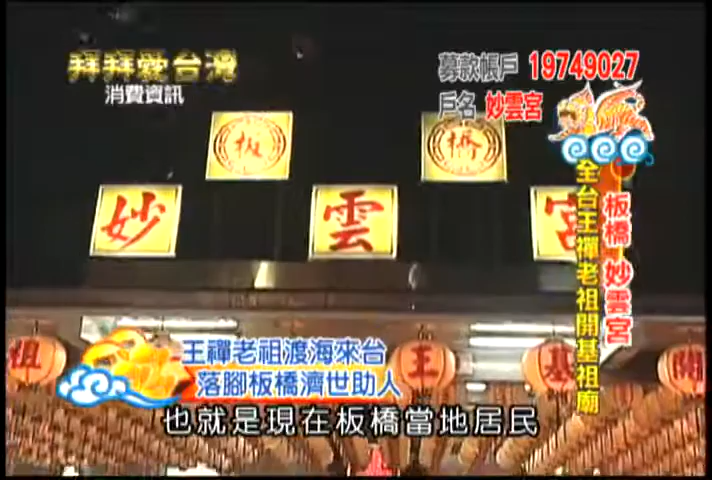 拜拜愛台灣
消費資訊
募款帳戶 19749027
戶名 妙雲宮
板 橋
妙 雲 宮
板橋 妙雲宮
全台王禪老祖開基祖廟
祖 王 基 開
王禪老祖渡海來台
落腳板橋濟世助人
也就是現在板橋當地居民